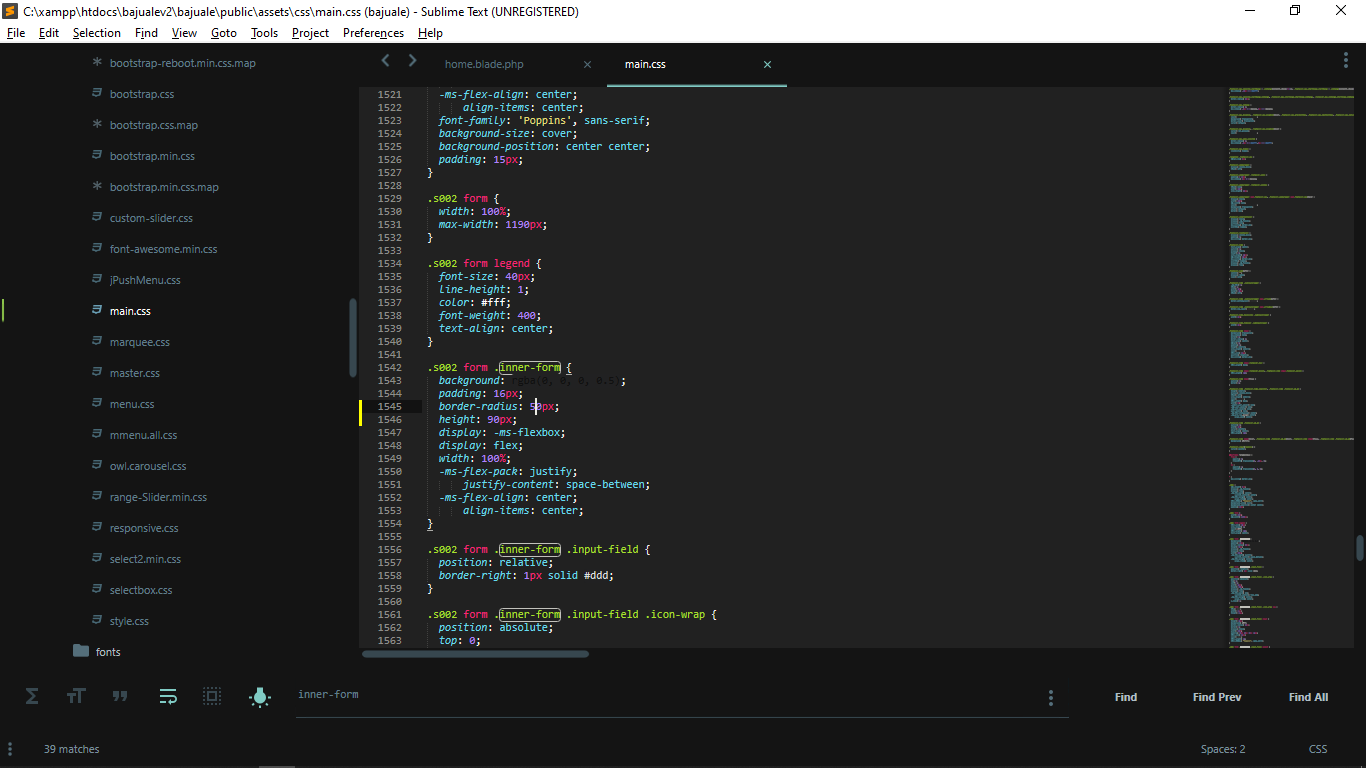 C:\xampp\htdocs\bajualev2\bajuale\public\assets\css\main.css (bajuale) - Sublime Text (UNREGISTERED)
File Edit Selection Find View Goto Tools Project Preferences Help
bootstrap-reboot.min.css.map
bootstrap.css
bootstrap.css.map
bootstrap.min.css
bootstrap.min.css.map
custom-slider.css
font-awesome.min.css
jPushMenu.css
main.css
marquee.css
master.css
menu.css
mmenu.all.css
owl.carousel.css
range-Slider.min.css
responsive.css
select2.min.css
selectbox.css
style.css
fonts
home.blade.php
main.css
1521 -ms-flex-align: center;
1522 align-items: center;
1523 font-family: 'Poppins', sans-serif;
1524 background-size: cover;
1525 background-position: center center;
1526 padding: 15px;
1527 }
1528
1529 .s002 form {
1530 width: 100%;
1531 max-width: 1190px;
1532 }
1533
1534 .s002 form legend {
1535 font-size: 40px;
1536 line-height: 1;
1537 color: #fff;
1538 font-weight: 400;
1539 text-align: center;
1540 }
1541
1542 .s002 form .inner-form {
1543 background: rgba(0, 0, 0, 0.5);
1544 padding: 16px;
1545 border-radius: 50px;
1546 height: 90px;
1547 display: -ms-flexbox;
1548 display: flex;
1549 width: 100%;
1550 -ms-flex-pack: justify;
1551 justify-content: space-between;
1552 -ms-flex-align: center;
1553 align-items: center;
1554 }
1555
1556 .s002 form .inner-form .input-field {
1557 position: relative;
1558 border-right: 1px solid #ddd;
1559 }
1560
1561 .s002 form .inner-form .input-field .icon-wrap {
1562 position: absolute;
1563 top: 0;
inner-form
Find Find Prev Find All
39 matches
Spaces: 2 CSS